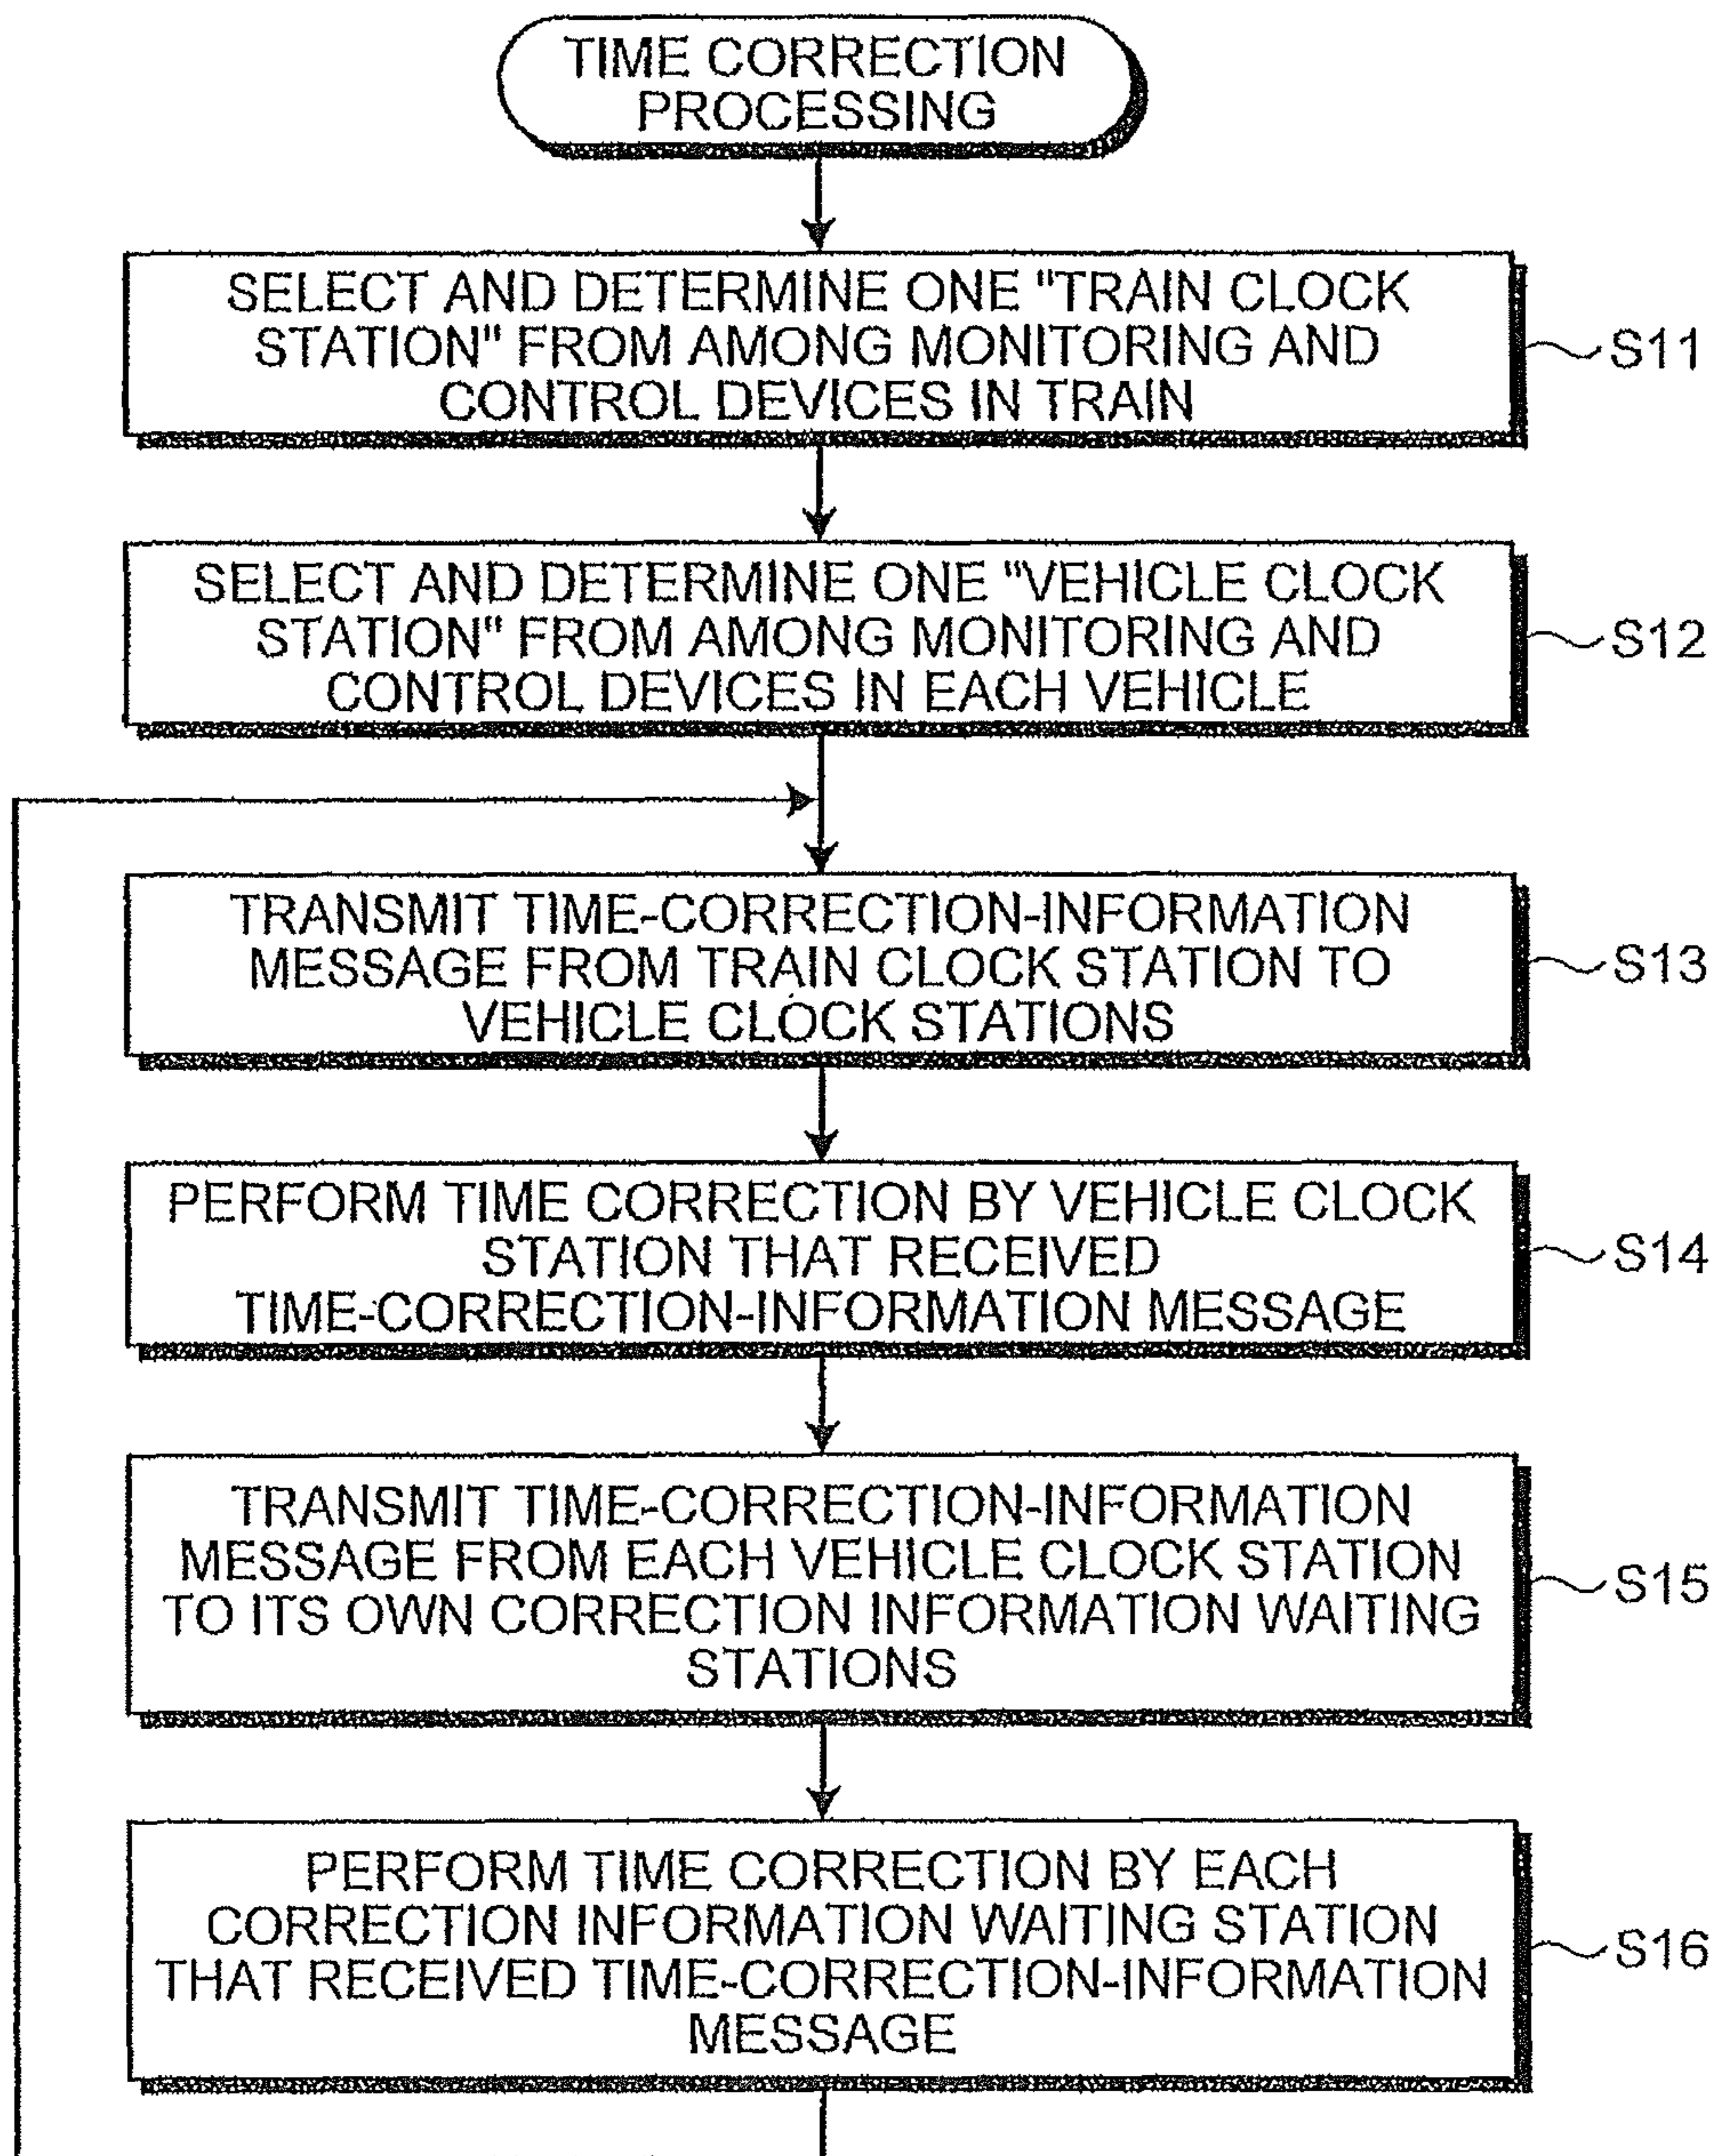 TIME CORRECTION
PROCESSING
SELECT AND DETERMINE ONE "TRAIN CLOCK
STATION" FROM AMONG MONITORING AND
CONTROL DEVICES IN TRAIN
S11
SELECT AND DETERMINE ONE "VEHICLE CLOCK
STATION" FROM AMONG MONITORING AND
CONTROL DEVICES IN EACH VEHICLE
S12
TRANSMIT TIME-CORRECTION-INFORMATION
MESSAGE FROM TRAIN CLOCK STATION TO
VEHICLE CLOCK STATIONS
S13
PERFORM TIME CORRECTION BY VEHICLE CLOCK
STATION THAT RECEIVED
TIME-CORRECTION-INFORMATION MESSAGE
S14
TRANSMIT TIME-CORRECTION-INFORMATION
MESSAGE FROM EACH VEHICLE CLOCK STATION
TO ITS OWN CORRECTION INFORMATION WAITING
STATIONS
S15
PERFORM TIME CORRECTION BY EACH
CORRECTION INFORMATION WAITING STATION
THAT RECEIVED TIME-CORRECTION-INFORMATION
MESSAGE
S16